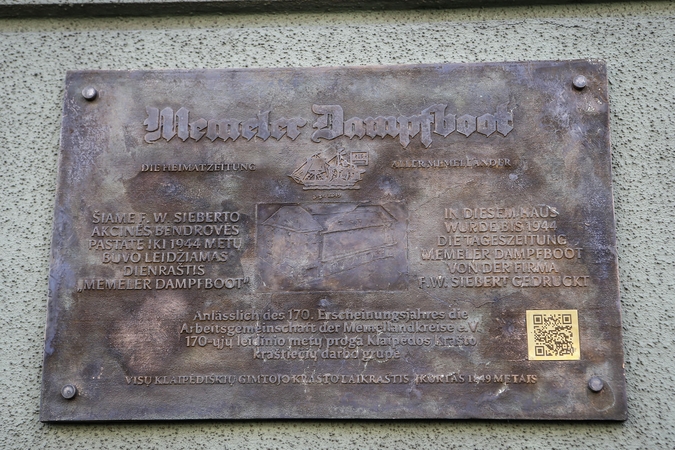 Memeler Dampfboot
DIE HEIMATZEITUNG ALLER MEMELLÄNDER
ŠIAME F. W. SIEBERTO
AKCINĖS BENDROVĖS
PASTATE IKI 1944 METŲ
BUVO LEIDŽIAMAS
DIENRAŠTIS
„MEMELER DAMPFBOOT"
IN DIESEM HAUS
WURDE BIS 1944
DIE TAGESZEITUNG
MEMELER DAMPFBOOT
VON DER FIRMA
F.W. SIEBERT GEDRUCKT
Anlässlich des 170. Erscheinungsjahres die
Arbeitsgemeinschaft der Memellandkreise e.V.
170-ųjų leidinio metų proga Klaipėdos krašto
kraštiečių darbo grupė
VISŲ KLAIPĖDIŠKIŲ GIMTOJO KRAŠTO LAIKRAŠTIS ĮKURTAS 1849 METAIS